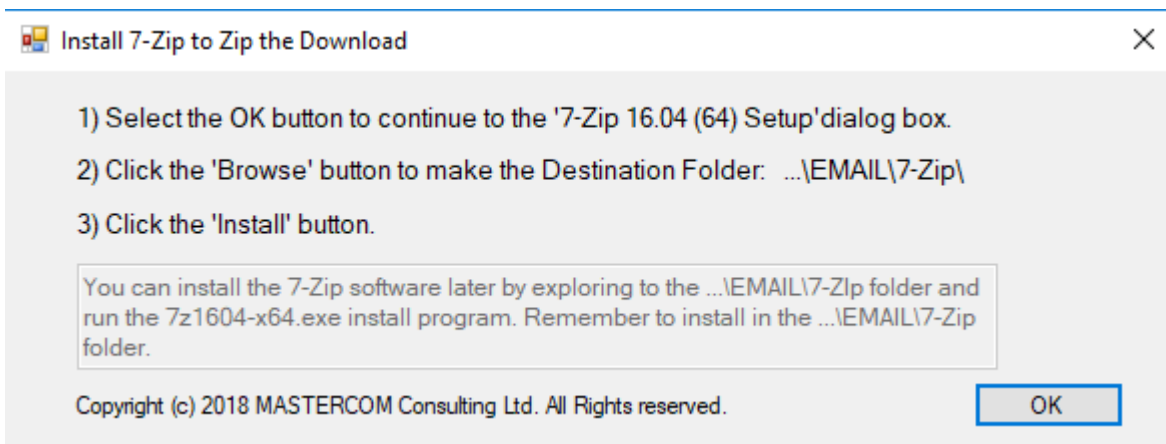 Install 7-Zip to Zip the Download
1) Select the OK button to continue to the '7-Zip 16.04 (64) Setup'dialog box.
2) Click the 'Browse' button to make the Destination Folder: ...\EMAIL\7-Zip\
3) Click the 'Install' button.
You can install the 7-Zip software later by exploring to the ...\EMAIL\7-ZIp folder and
run the 7z1604-x64.exe install program. Remember to install in the ...\EMAIL\7-Zip
folder.
Copyright (c) 2018 MASTERCOM Consulting Ltd. All Rights reserved.
OK